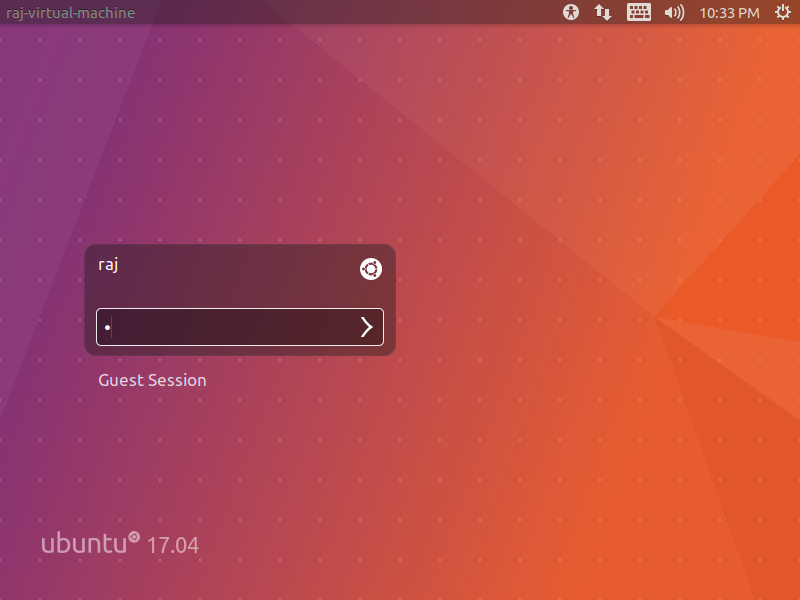 raj-virtual-machine
10:33 PM
raj
Guest Session
ubuntu 17.04